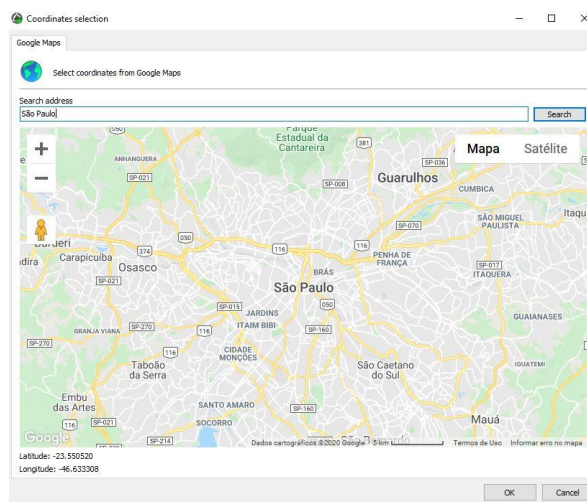 Coordinates selection
Google Maps
Select coordinates from Google Maps
Search address
São Paulo
Search
Parque
Estadual da
Cantareira
050
381
Mapa Satélite
ANHANGUERA
SP-036
SP-021
SP-008
Guarulhos
CUMBICA
SÃO MIGUEL
PAULISTA
Itaqu
SP-070
Barueri
050
116
116
dira
Carapicuíba
374
Osasco
PENHA DE
FRANÇA
BRÁS
SP-017
ITAQUERA
SP-021
São Paulo
SP-015
JARDINS
050
GUAIANASES
GRANJA VIANA
SP-270
116
ITAIM BIBI
SP-160
SP-270
116
CIDADE
MONÇÕES
Taboão
da Serra
São Caetano
do Sul
IGUATEMI
Embu
das Artes
SANTO AMARO
SP-160
Mauá
116
SP-021
SOCORRO
Google
SP-214
Dados cartográficos ©2020 Google
5 km
Termos de Uso
Informar erro no mapa
Latitude: -23.550520
Longitude: -46.633308
OK Cancel